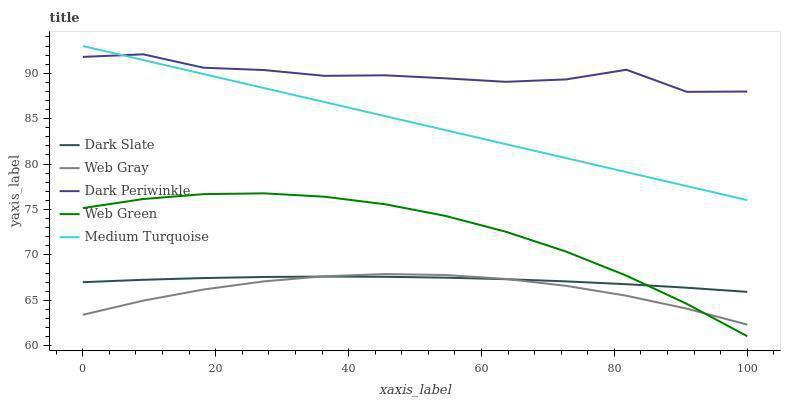 title
yaxis_label
90
85
80
75
70
65
60
Dark Slate
Web Gray
Dark Periwinkle
Web Green
Medium Turquoise
0 20 40 60 80 100
xaxis_label